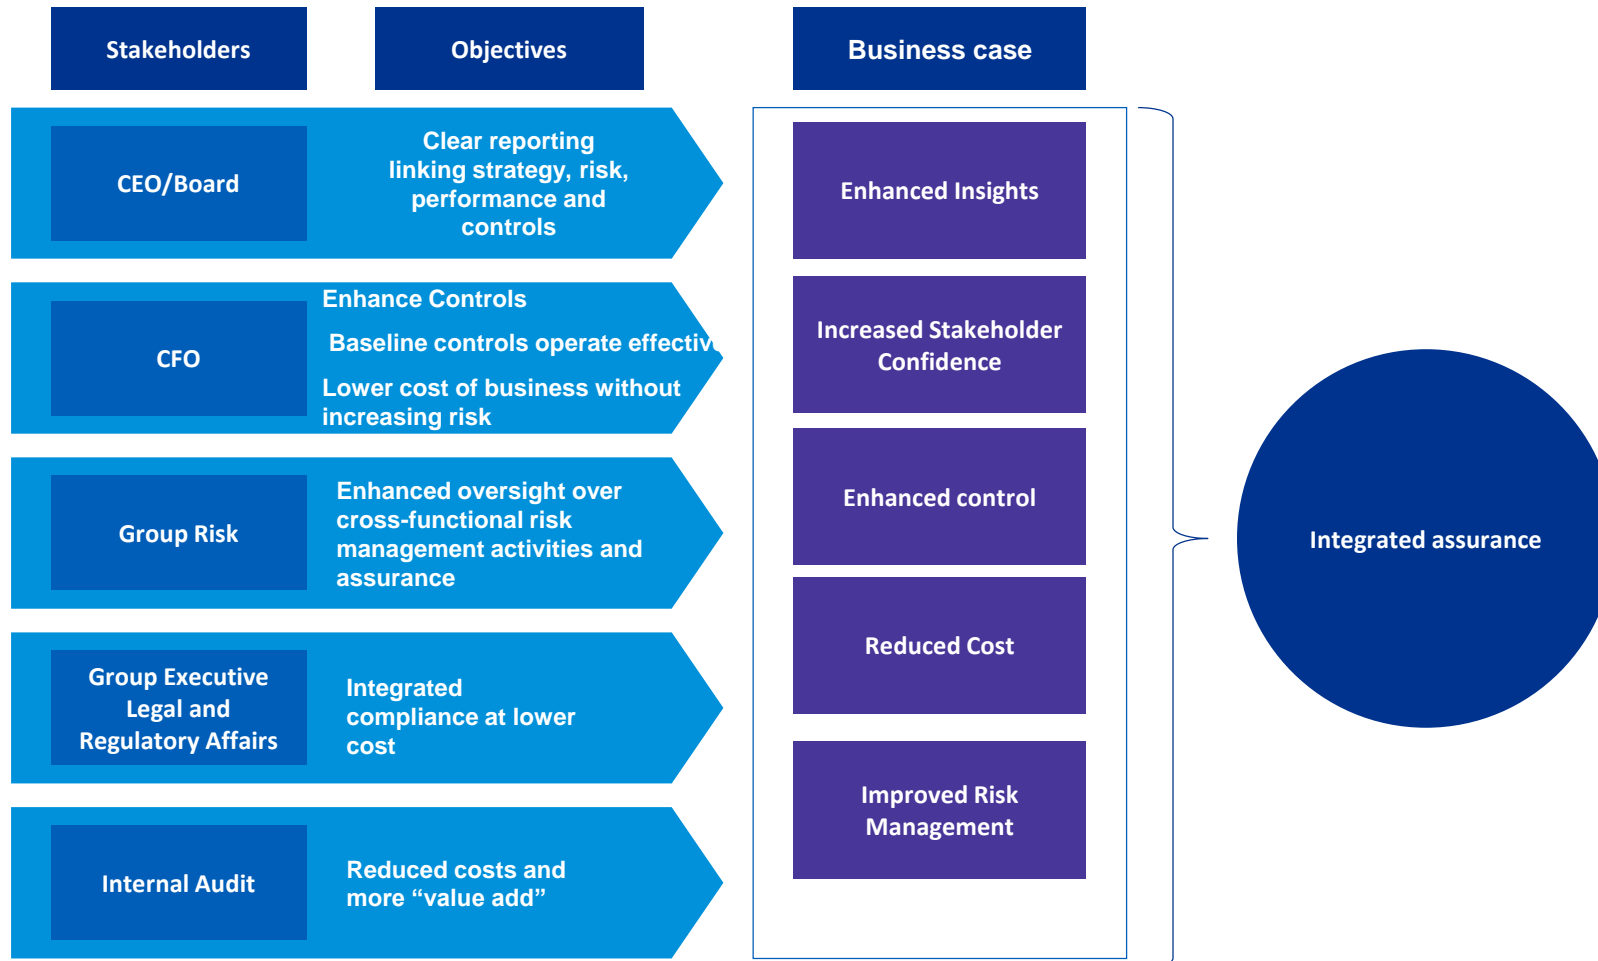 Stakeholders
Objectives
Business case
CEO/Board
Clear reporting
linking strategy, risk,
performance and
controls
Enhanced Insights
CFO
Enhance Controls
Baseline controls operate effective
Lower cost of business without
increasing risk
Increased Stakeholder
Confidence
Group Risk
Enhanced oversight over
cross-functional risk
management activities and
assurance
Enhanced control
Integrated assurance
Group Executive
Legal and
Regulatory Affairs
Integrated
compliance at lower
cost
Reduced Cost
Internal Audit
Reduced costs and
more “value add”
Improved Risk
Management